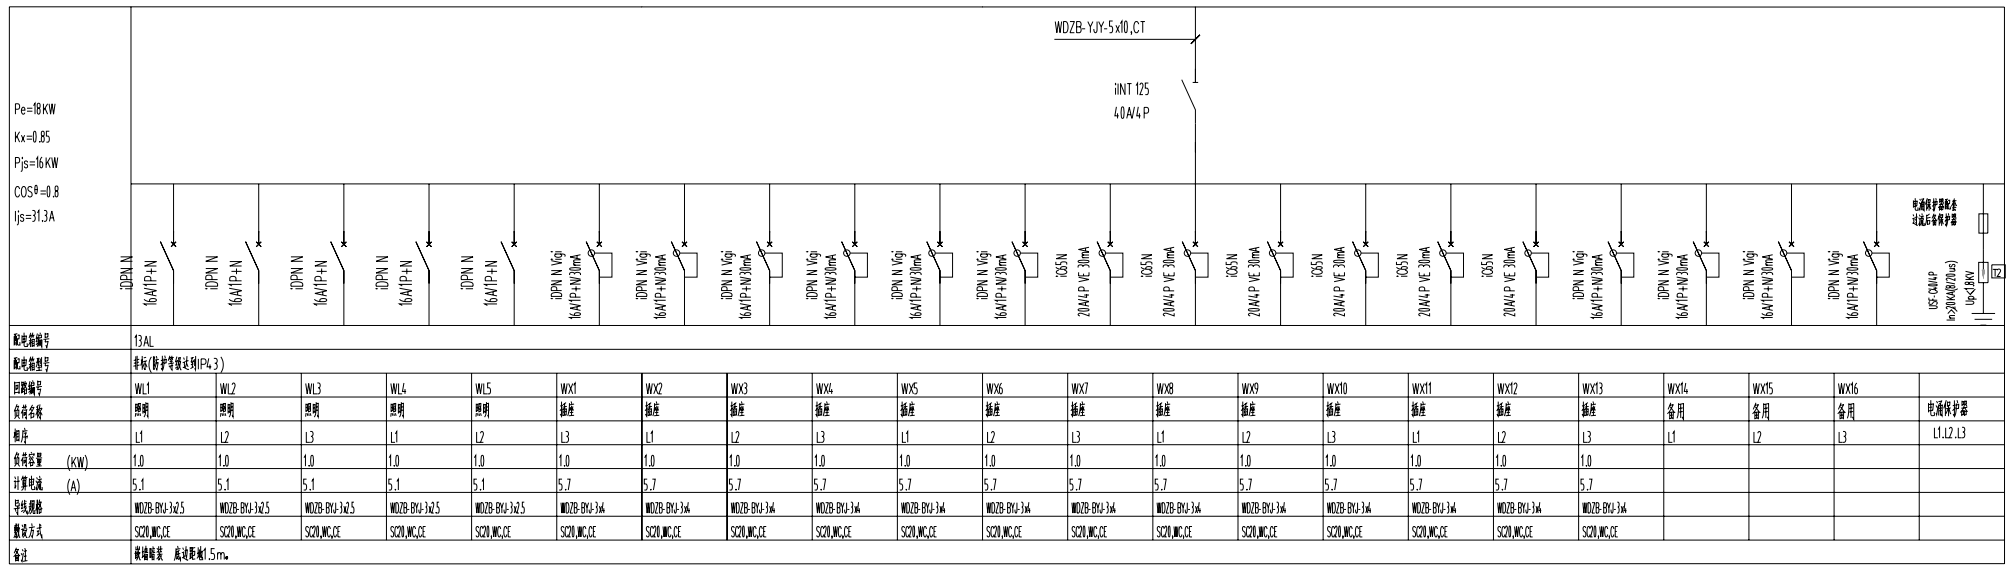 WDZB-YJY-5x10,CT
iINT 125
40A/4P
Pe=18KW
Kx=0.85
Pjs=16KW
COSθ=0.8
Ijs=31.3A
iDPN N 16A/1P+N
iDPN N 16A/1P+N
iDPN N 16A/1P+N
iDPN N 16A/1P+N
iDPN N 16A/1P+N
iDPN N Vigi 16A/1P+N/30mA
iDPN N Vigi 16A/1P+N/30mA
iDPN N Vigi 16A/1P+N/30mA
iDPN N Vigi 16A/1P+N/30mA
iDPN N Vigi 16A/1P+N/30mA
iDPN N Vigi 16A/1P+N/30mA
iC65N 20A/4P VE 30mA
iC65N 20A/4P VE 30mA
iC65N 20A/4P VE 30mA
iC65N 20A/4P VE 30mA
iC65N 20A/4P VE 30mA
iC65N 20A/4P VE 30mA
iDPN N Vigi 16A/1P+N/30mA
iDPN N Vigi 16A/1P+N/30mA
iDPN N Vigi 16A/1P+N/30mA
iDPN N Vigi 16A/1P+N/30mA
电涌保护器配套
过流后备保护器
In≥20KA(8/20us)
Up<1.8KV
T2
配电箱编号 13AL
配电箱型号 非标(防护等级达到IP43)
回路编号 WL1 WL2 WL3 WL4 WL5 WX1 WX2 WX3 WX4 WX5 WX6 WX7 WX8 WX9 WX10 WX11 WX12 WX13 WX14 WX15 WX16
负荷名称 照明 照明 照明 照明 照明 插座 插座 插座 插座 插座 插座 插座 插座 插座 插座 插座 插座 插座 备用 备用 备用 电涌保护器
相序 L1 L2 L3 L1 L2 L3 L1 L2 L3 L1 L2 L3 L1 L2 L3 L1 L2 L3 L1 L2 L3 L1.L2.L3
负荷容量 (KW) 1.0 1.0 1.0 1.0 1.0 1.0 1.0 1.0 1.0 1.0 1.0 1.0 1.0 1.0 1.0 1.0 1.0 1.0
计算电流 (A) 5.1 5.1 5.1 5.1 5.1 5.7 5.7 5.7 5.7 5.7 5.7 5.7 5.7 5.7 5.7 5.7 5.7 5.7
导线规格 WDZB-BYJ-3x2.5 WDZB-BYJ-3x2.5 WDZB-BYJ-3x2.5 WDZB-BYJ-3x2.5 WDZB-BYJ-3x2.5 WDZB-BYJ-3x4 WDZB-BYJ-3x4 WDZB-BYJ-3x4 WDZB-BYJ-3x4 WDZB-BYJ-3x4 WDZB-BYJ-3x4 WDZB-BYJ-3x4 WDZB-BYJ-3x4 WDZB-BYJ-3x4 WDZB-BYJ-3x4 WDZB-BYJ-3x4 WDZB-BYJ-3x4 WDZB-BYJ-3x4
敷设方式 SC20,WC,CE SC20,WC,CE SC20,WC,CE SC20,WC,CE SC20,WC,CE SC20,WC,CE SC20,WC,CE SC20,WC,CE SC20,WC,CE SC20,WC,CE SC20,WC,CE SC20,WC,CE SC20,WC,CE SC20,WC,CE SC20,WC,CE SC20,WC,CE SC20,WC,CE SC20,WC,CE
备注 嵌墙暗装 底边距地1.5m。